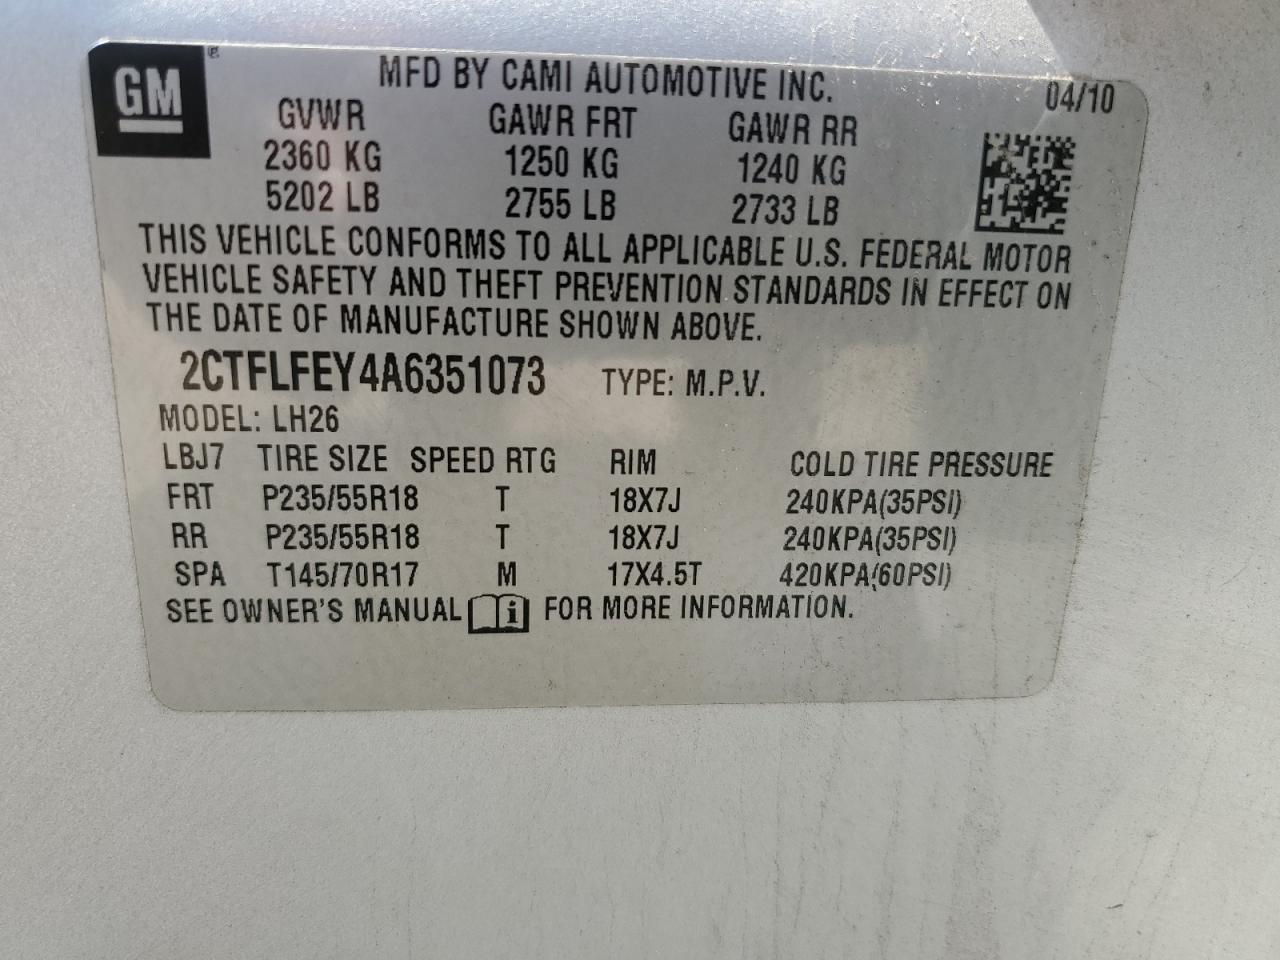 GM
MFD BY CAMI AUTOMOTIVE INC. 04/10
GVWR GAWR FRT GAWR RR
2360 KG 1250 KG 1240 KG
5202 LB 2755 LB 2733 LB
THIS VEHICLE CONFORMS TO ALL APPLICABLE U.S. FEDERAL MOTOR
VEHICLE SAFETY AND THEFT PREVENTION STANDARDS IN EFFECT ON
THE DATE OF MANUFACTURE SHOWN ABOVE.
2CTFLFEY4A6351073 TYPE: M.P.V.
MODEL: LH26
LBJ7 TIRE SIZE SPEED RTG RIM COLD TIRE PRESSURE
FRT P235/55R18 T 18X7J 240KPA(35PSI)
RR P235/55R18 T 18X7J 240KPA(35PSI)
SPA T145/70R17 M 17X4.5T 420KPA(60PSI)
SEE OWNER'S MANUAL i FOR MORE INFORMATION.